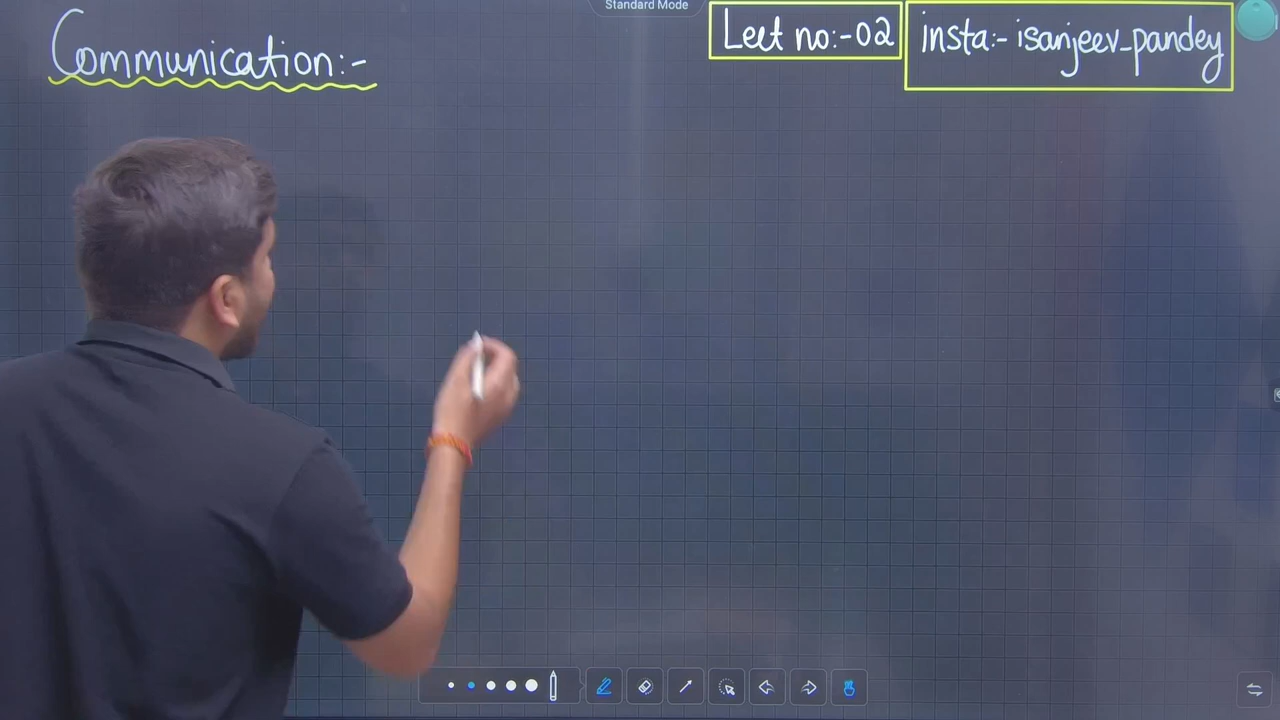 Standard Mode
Communication:-
Lect no:-02
insta:- isanjeev_pandey